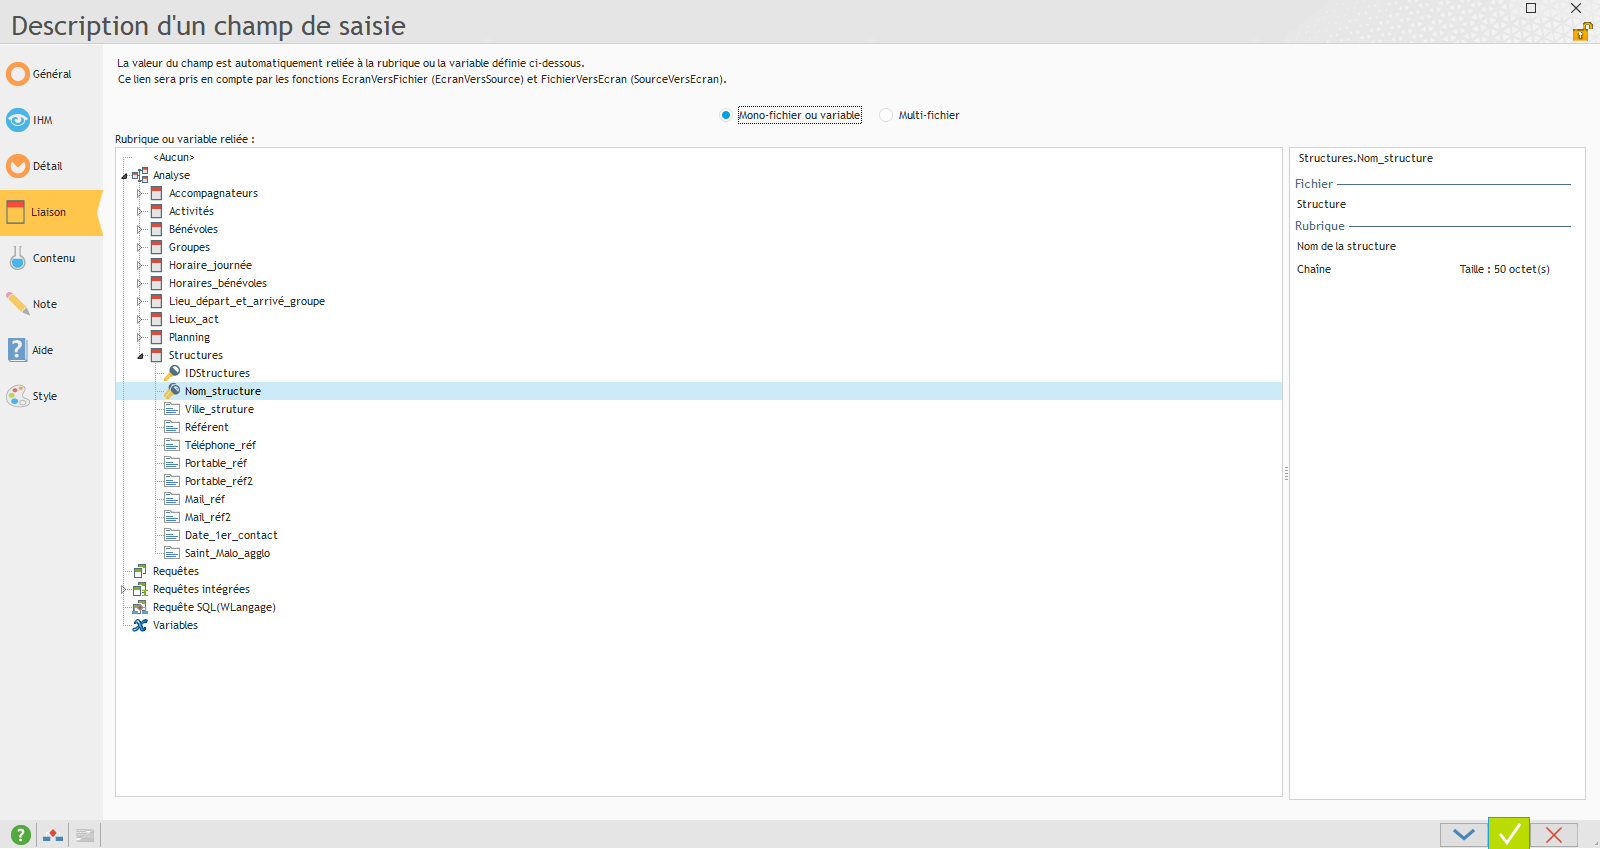 Description d'un champ de saisie
Général
IHM
Détail
Liaison
Contenu
Note
Aide
Style
La valeur du champ est automatiquement reliée à la rubrique ou la variable définie ci-dessous.
Ce lien sera pris en compte par les fonctions EcranVersFichier (EcranVersSource) et FichierVersEcran (SourceVersEcran).
Mono-fichier ou variable
Multi-fichier
Rubrique ou variable reliée :
<Aucun>
Analyse
Accompagnateurs
Activités
Bénévoles
Groupes
Horaire_journée
Horaires_bénévoles
Lieu_départ_et_arrivé_groupe
Lieux_act
Planning
Structures
IDStructures
Nom_structure
Ville_struture
Référent
Téléphone_réf
Portable_réf
Portable_réf2
Mail_réf
Mail_réf2
Date_1er_contact
Saint_Malo_agglo
Requêtes
Requêtes intégrées
Requête SQL(WLangage)
Variables
Structures.Nom_structure
Fichier
Structure
Rubrique
Nom de la structure
Chaîne Taille : 50 octet(s)